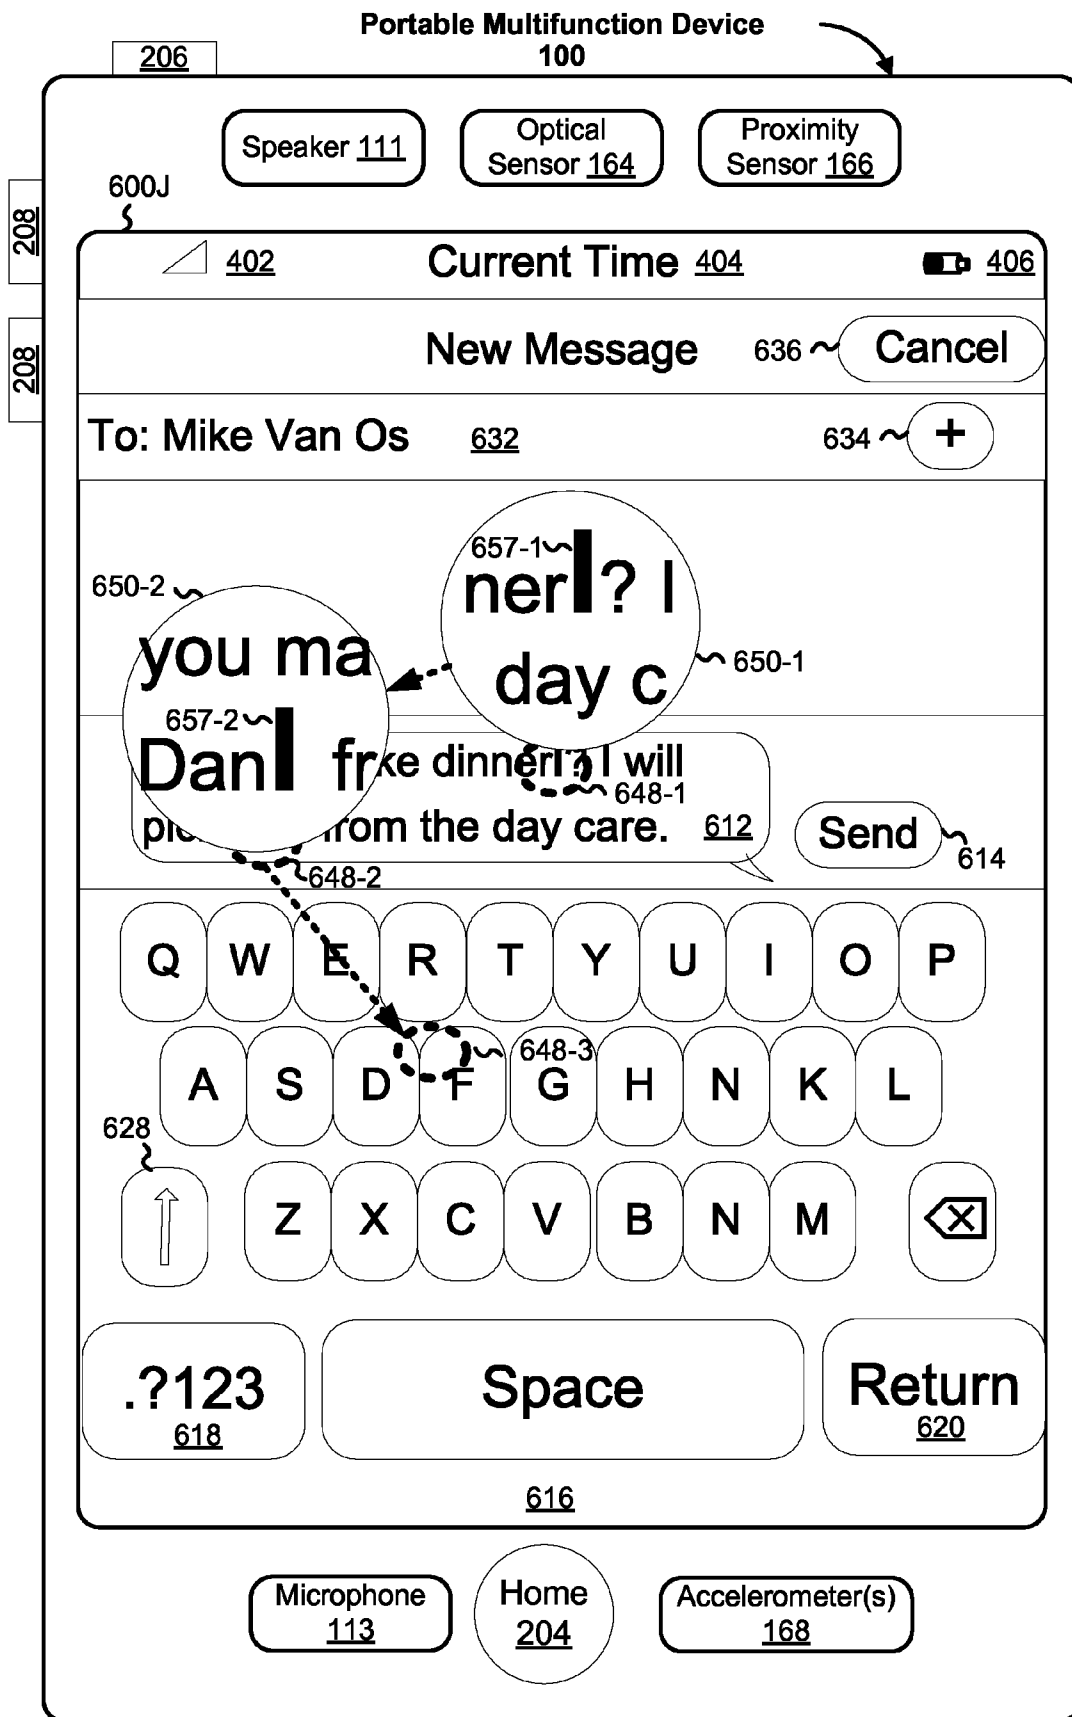 Portable Multifunction Device
100
206
Speaker 111
Optical
Sensor 164
Proximity
Sensor 166
600J
208
208
402
Current Time 404
406
New Message
636
Cancel
To: Mike Van Os
632
634
+
657-1
ner? I
day c
650-1
650-2
you ma
657-2
Dan fr
ke dinner? I will
648-1
from the day care.
612
Send
614
648-2
Q W E R T Y U I O P
648-3
A S D F G H N K L
628
Z X C V B N M
.?123
618
Space
Return
620
616
Microphone
113
Home
204
Accelerometer(s)
168